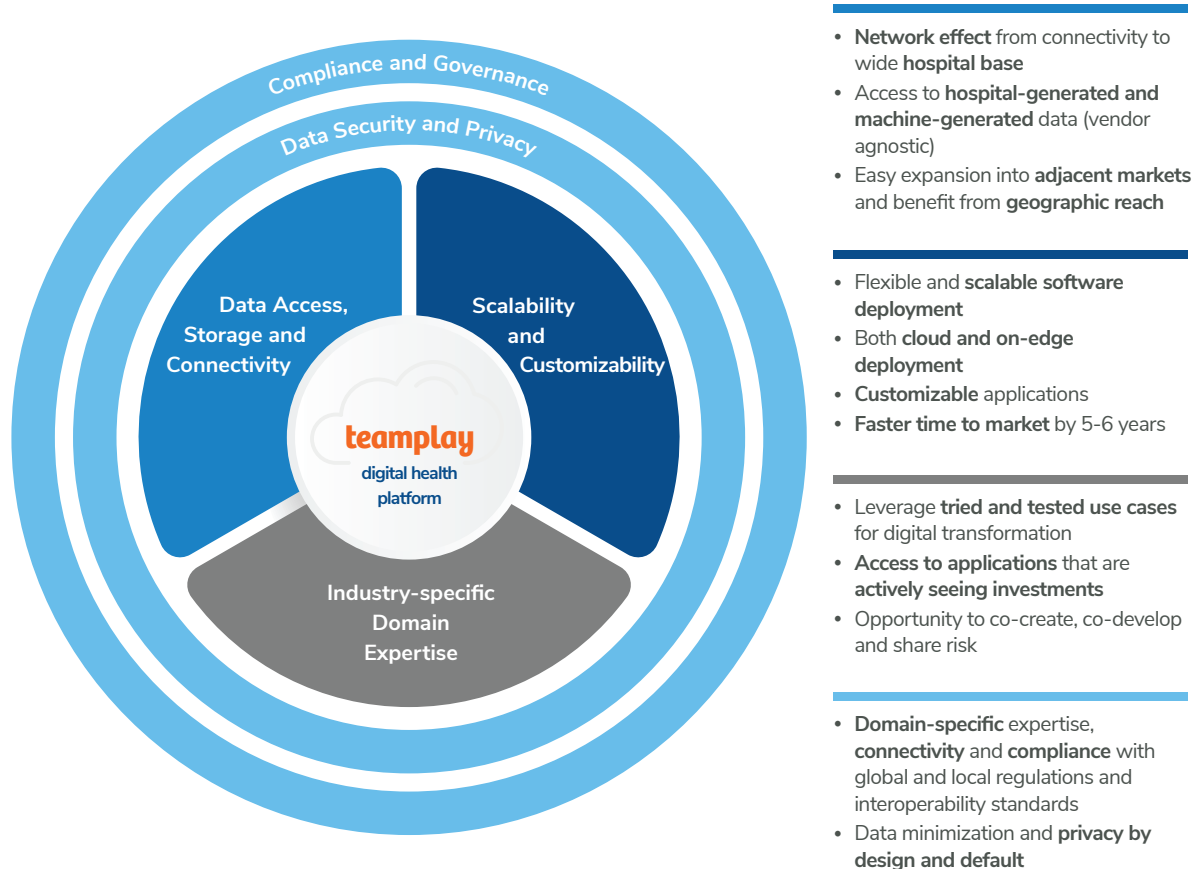 Compliance and Governance
Data Security and Privacy
Data Access,
Storage and
Connectivity
Scalability
and
Customizability
teamplay
digital health
platform
Industry-specific
Domain
Expertise
• Network effect from connectivity to
wide hospital base
• Access to hospital-generated and
machine-generated data (vendor
agnostic)
• Easy expansion into adjacent markets
and benefit from geographic reach
• Flexible and scalable software
deployment
• Both cloud and on-edge
deployment
• Customizable applications
• Faster time to market by 5-6 years
• Leverage tried and tested use cases
for digital transformation
• Access to applications that are
actively seeing investments
• Opportunity to co-create, co-develop
and share risk
• Domain-specific expertise,
connectivity and compliance with
global and local regulations and
interoperability standards
• Data minimization and privacy by
design and default